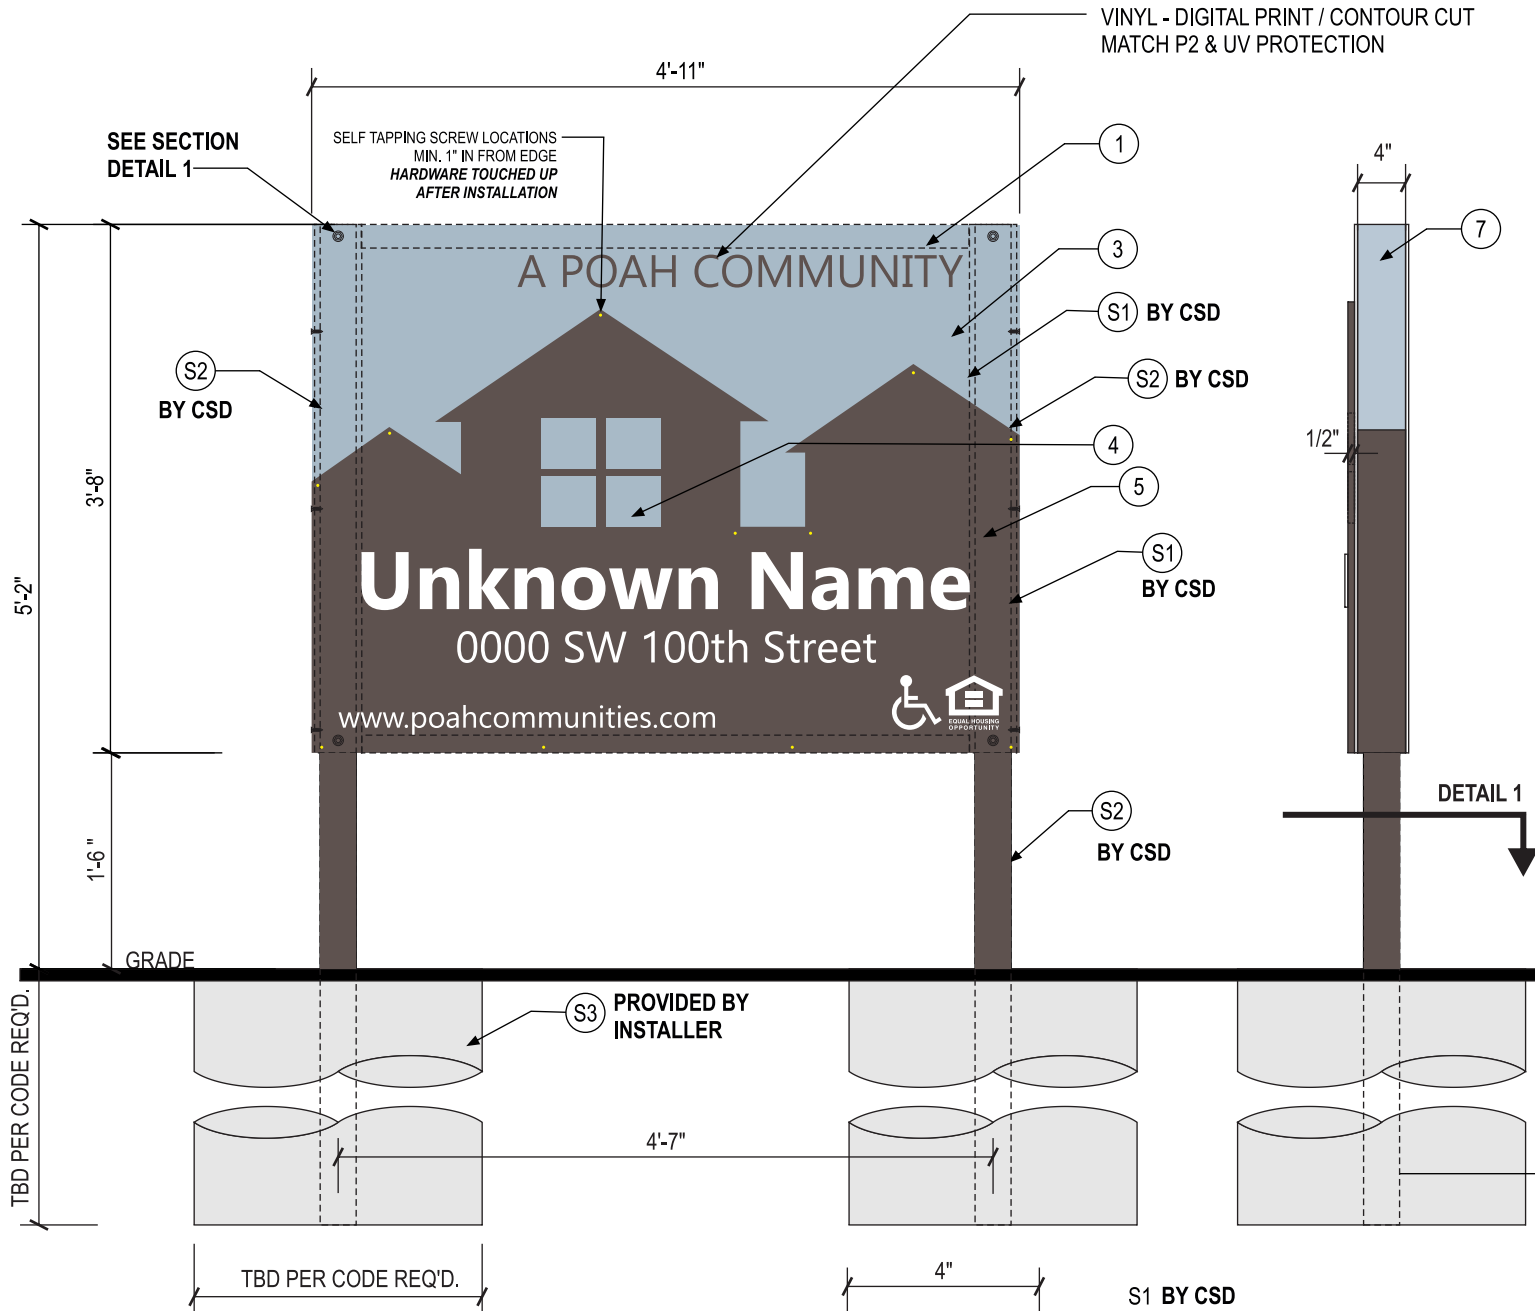 VINYL - DIGITAL PRINT / CONTOUR CUT
MATCH P2 & UV PROTECTION
4'-11"
SEE SECTION
DETAIL 1
SELF TAPPING SCREW LOCATIONS
MIN. 1" IN FROM EDGE
HARDWARE TOUCHED UP
AFTER INSTALLATION
1
4"
7
3
A POAH COMMUNITY
S1 BY CSD
S2
BY CSD
S2 BY CSD
4
1/2"
5
3'-8"
S1
BY CSD
5'-2"
Unknown Name
0000 SW 100th Street
www.poahcommunities.com
EQUAL HOUSING
OPPORTUNITY
DETAIL 1
S2
BY CSD
1'-6 "
GRADE
S3 PROVIDED BY
INSTALLER
TBD PER CODE REQ'D.
4'-7"
TBD PER CODE REQ'D.
4"
S1 BY CSD